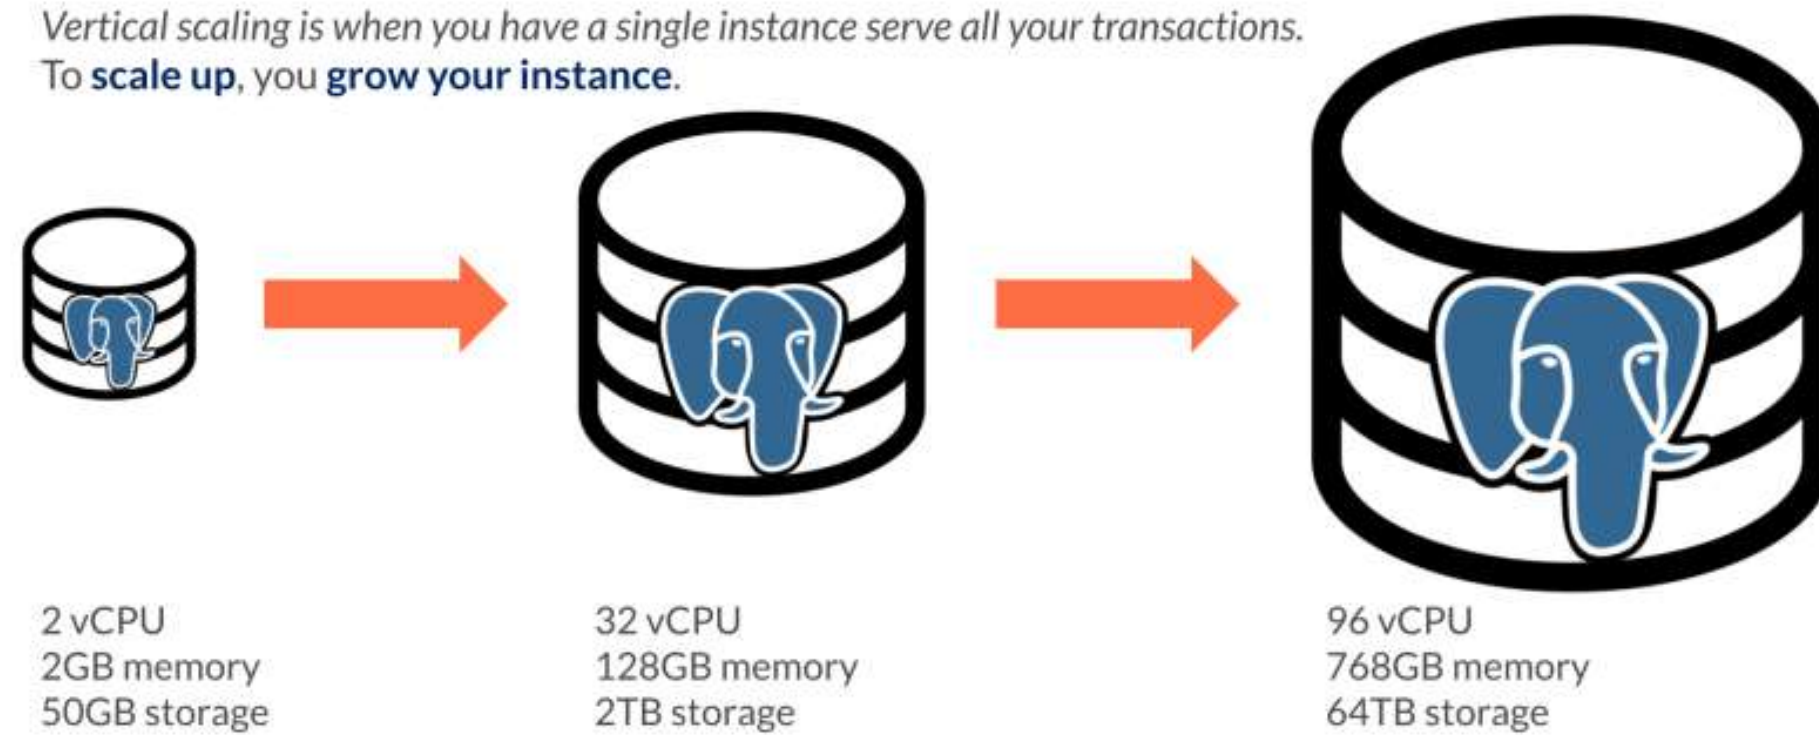 Vertical scaling is when you have a single instance serve all your transactions.
To scale up, you grow your instance.
2 vCPU
2GB memory
50GB storage
32 vCPU
128GB memory
2TB storage
96 vCPU
768GB memory
64TB storage